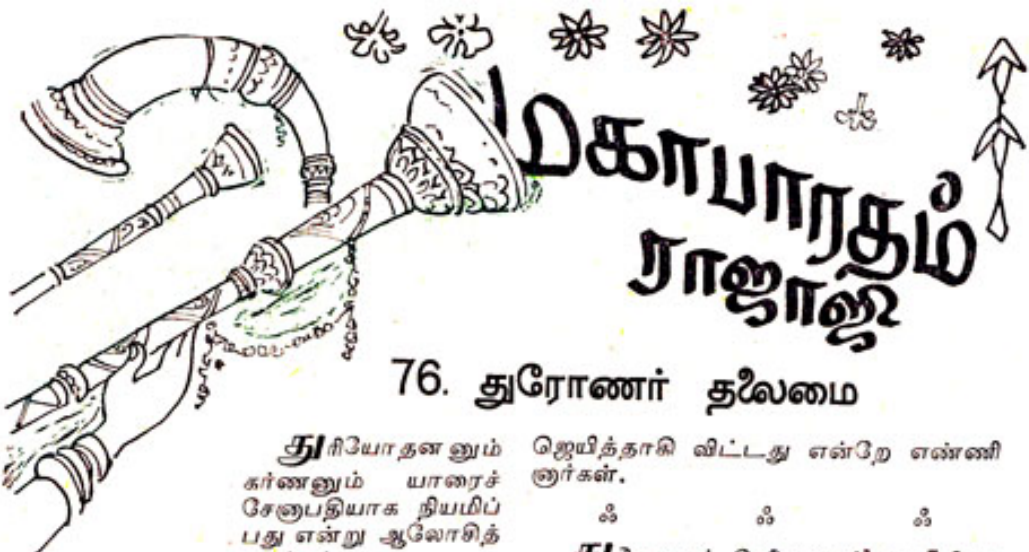 மகாபாரதம்
ராஜாஜி
76. துரோணர் தலைமை
துரியோதனனும்
கர்ணனும் யாரைச்
சேனாபதியாக நியமிப்
பது என்று ஆலோசித்
ஜெயித்தாகி விட்டது என்றே எண்ணி
னார்கள்.
ஃ ஃ ஃ